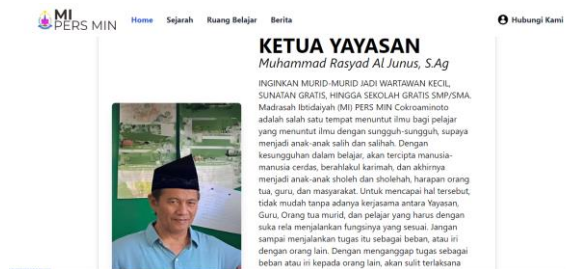 MI
PERS MIN
Home Sejarah Ruang Belajar Berita
Hubungi Kami
KETUA YAYASAN
Muhammad Rasyad Al Junus, S.Ag
INGINKAN MURID-MURID JADI WARTAWAN KECIL,
SUNATAN GRATIS, HINGGA SEKOLAH GRATIS SMP/SMA.
Madrasah Ibtidaiyah (MI) PERS MIN Cokroaminoto
adalah salah satu tempat menuntut ilmu bagi pelajar
yang menuntut ilmu dengan sungguh-sungguh, supaya
menjadi anak-anak salih dan salihah. Dengan
kesungguhan dalam belajar, akan tercipta manusia-
manusia cerdas, berahlakul karimah, dan akhirnya
menjadi anak-anak sholeh dan sholehah, harapan orang
tua, guru, dan masyarakat. Untuk mencapai hal tersebut,
tidak mudah tanpa adanya kerjasama antara Yayasan,
Guru, Orang tua murid, dan pelajar yang harus dengan
suka rela menjalankan fungsinya yang sesuai. Jangan
sampai menjalankan tugas itu sebagai beban, atau iri
dengan orang lain. Dengan menganggap tugas sebagai
beban atau iri kepada orang lain, akan sulit terlaksana